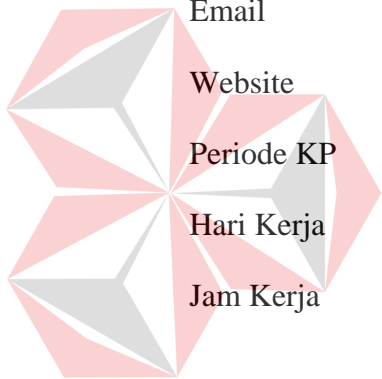 Email
Website
Periode KP
Hari Kerja
Jam Kerja